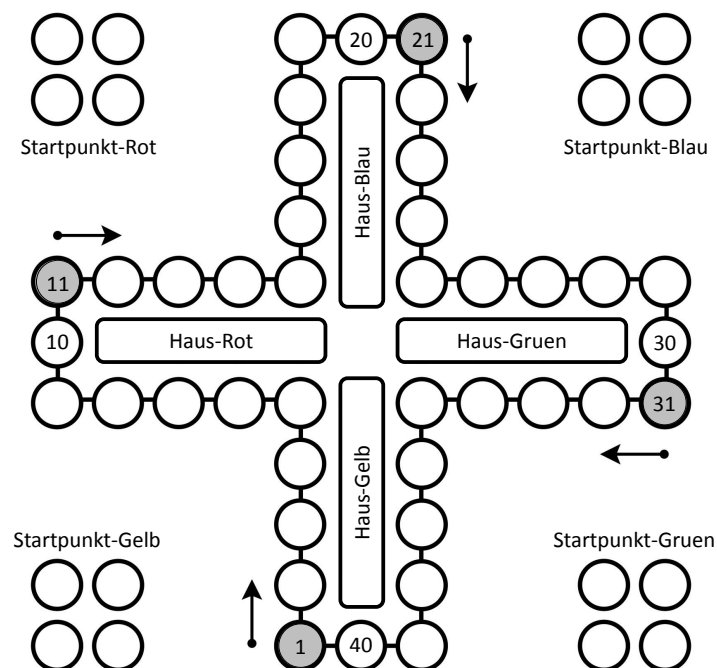 20
21
Startpunkt-Rot
Startpunkt-Blau
Haus-Blau
11
10
Haus-Rot
Haus-Gruen
30
31
Haus-Gelb
Startpunkt-Gelb
Startpunkt-Gruen
1
40